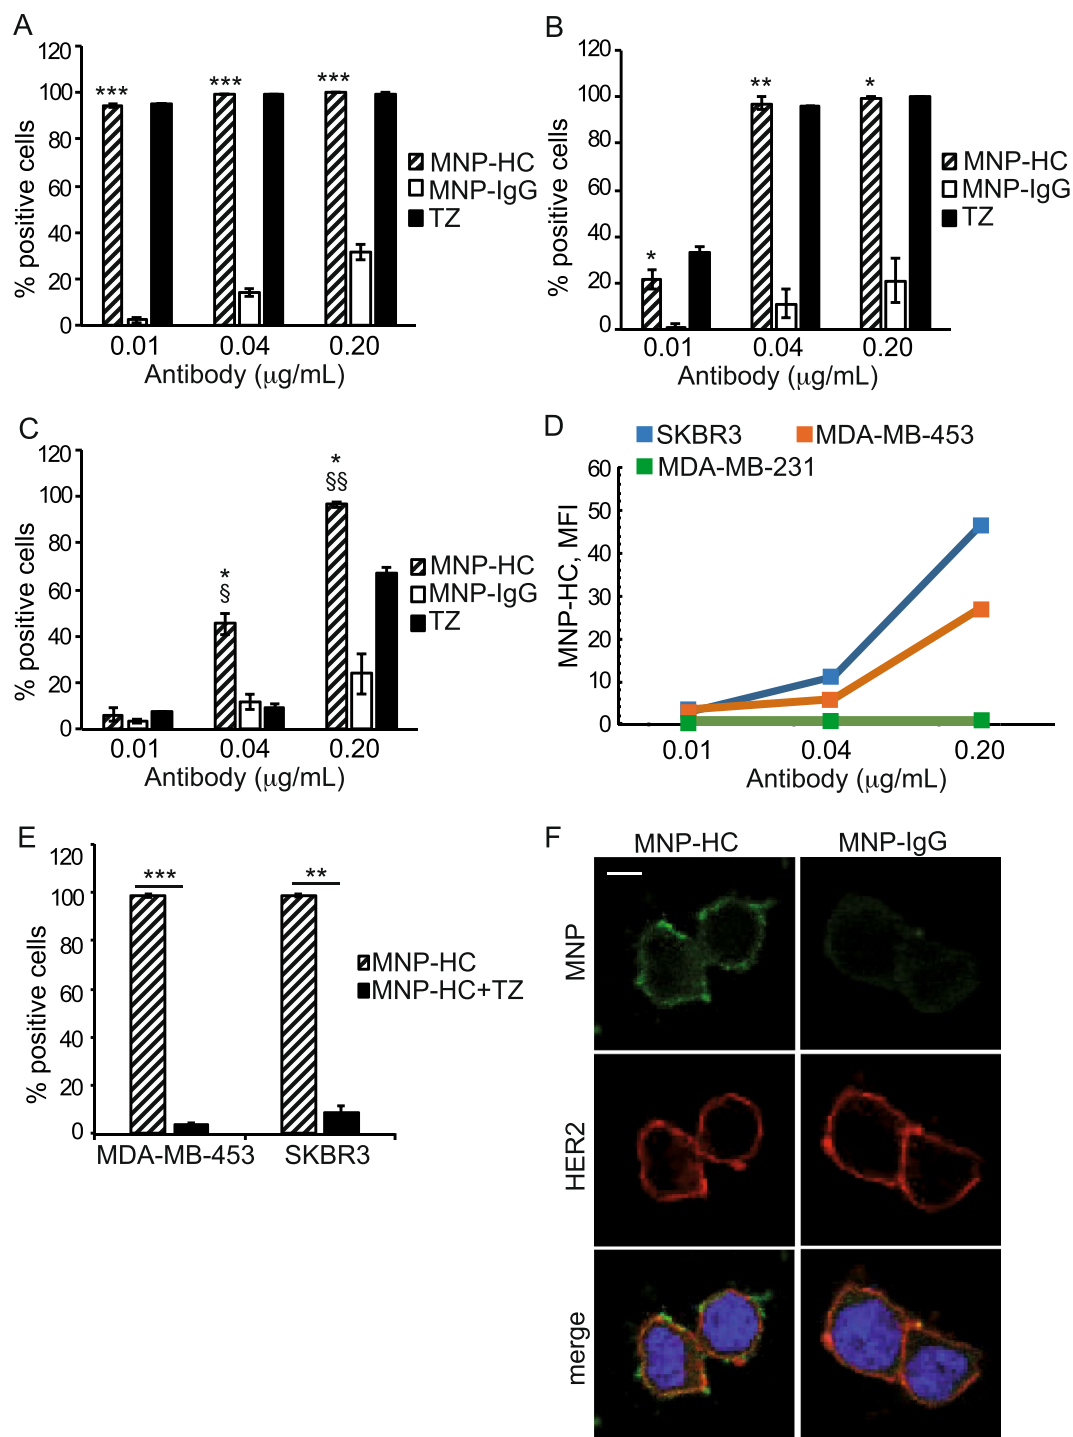 A
120
100
80
60
40
20
0
% positive cells
***
***
***
0.01
0.04
0.20
Antibody (μg/mL)
MNP-HC
MNP-IgG
TZ
B
120
100
80
60
40
20
0
% positive cells
*
**
*
0.01
0.04
0.20
Antibody (μg/mL)
MNP-HC
MNP-IgG
TZ
C
120
100
80
60
40
20
0
% positive cells
*
§
*
§§
0.01
0.04
0.20
Antibody (μg/mL)
MNP-HC
MNP-IgG
TZ
D
SKBR3
MDA-MB-453
MDA-MB-231
60
50
40
30
20
10
0
MNP-HC, MFI
0.01
0.04
0.20
Antibody (μg/mL)
E
120
100
80
60
40
20
0
% positive cells
***
**
MDA-MB-453
SKBR3
MNP-HC
MNP-HC+TZ
F
MNP-HC
MNP-IgG
MNP
HER2
merge